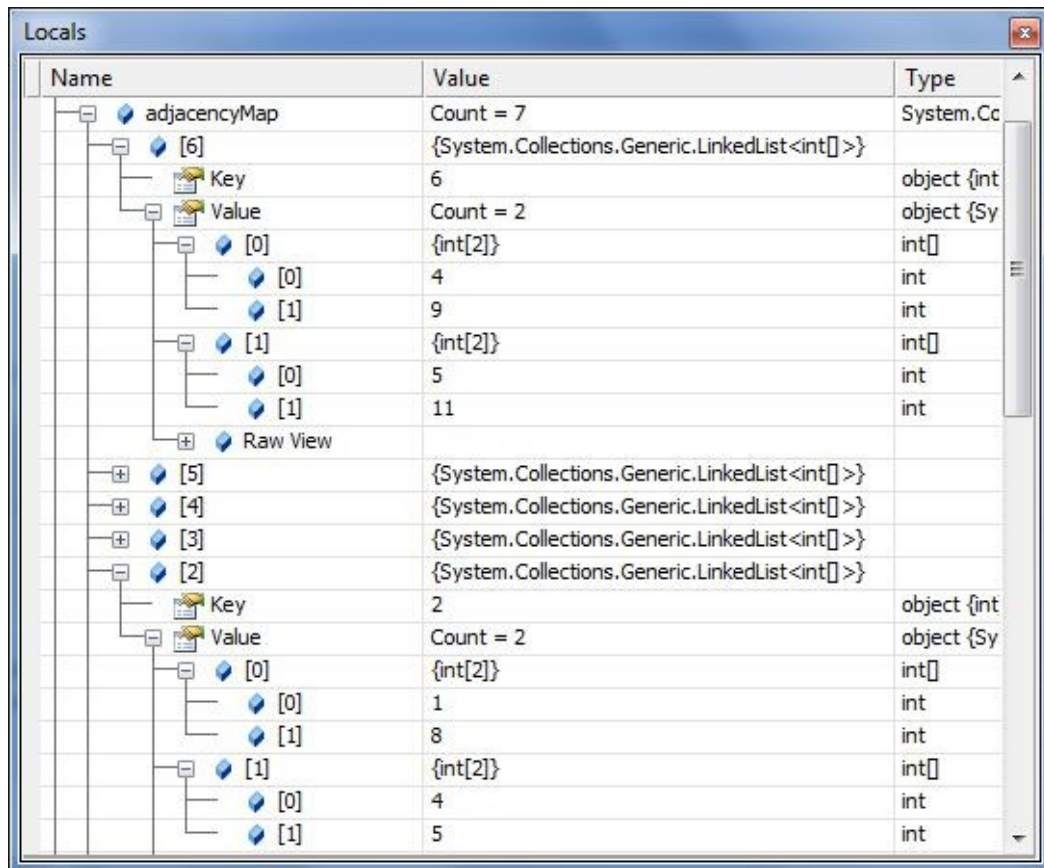 Locals
Name Value Type
adjacencyMap Count = 7 System.Cc
[6] {System.Collections.Generic.LinkedList<int[]>}
Key 6 object {int
Value Count = 2 object {Sy
[0] {int[2]} int[]
[0] 4 int
[1] 9 int
[1] {int[2]} int[]
[0] 5 int
[1] 11 int
Raw View
[5] {System.Collections.Generic.LinkedList<int[]>}
[4] {System.Collections.Generic.LinkedList<int[]>}
[3] {System.Collections.Generic.LinkedList<int[]>}
[2] {System.Collections.Generic.LinkedList<int[]>}
Key 2 object {int
Value Count = 2 object {Sy
[0] {int[2]} int[]
[0] 1 int
[1] 8 int
[1] {int[2]} int[]
[0] 4 int
[1] 5 int